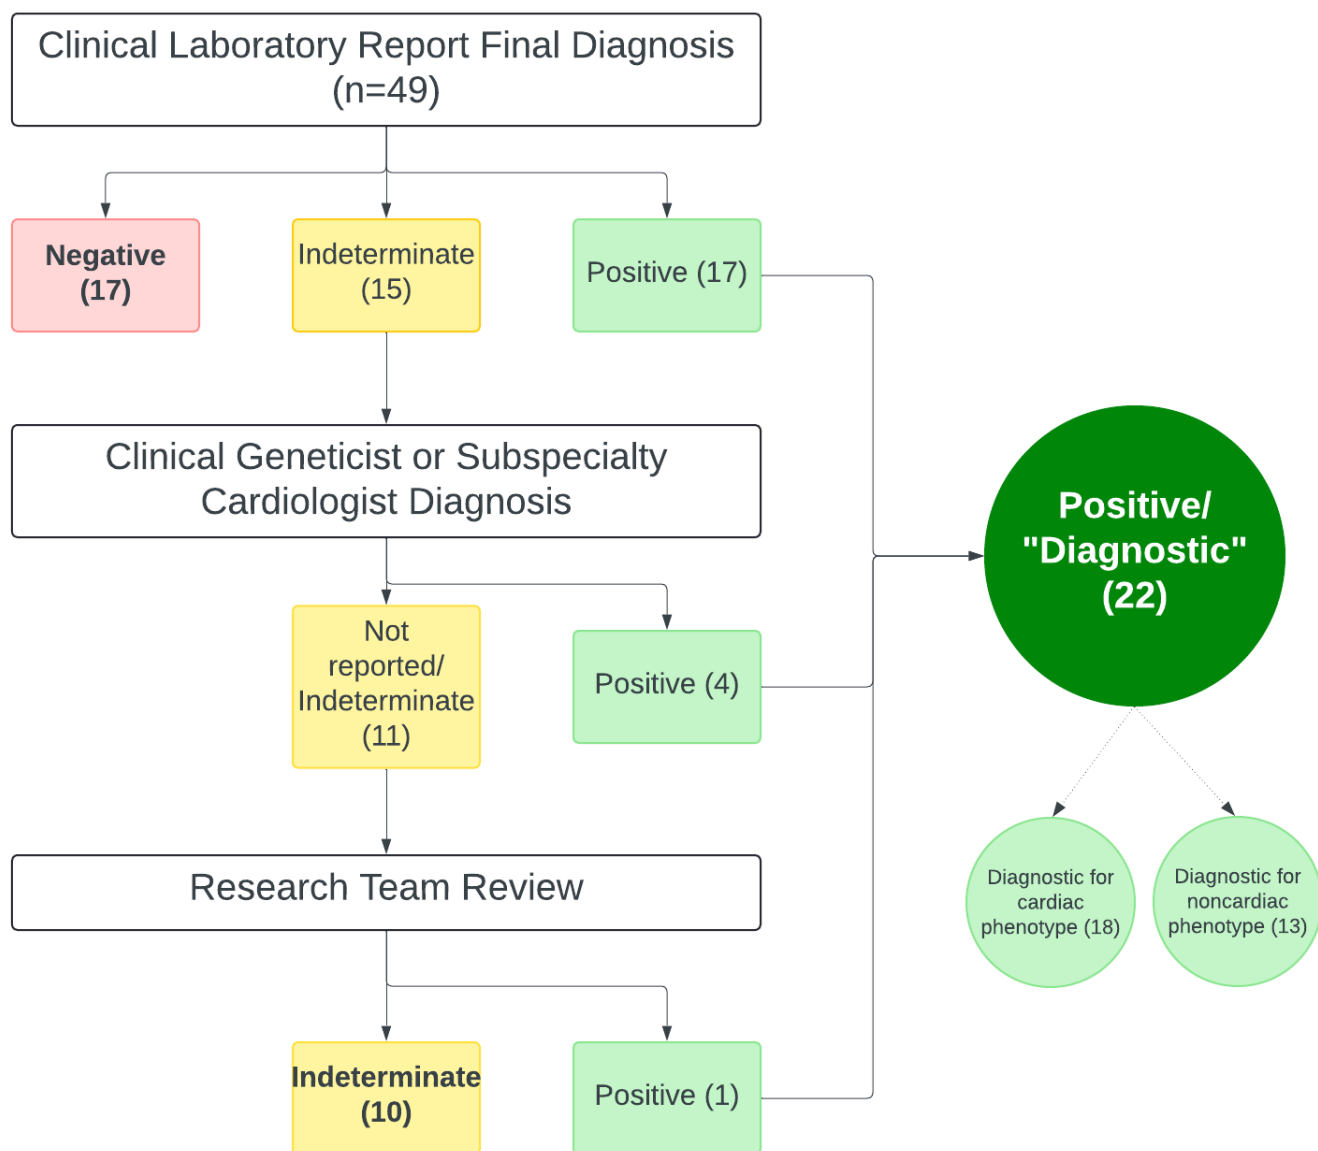 Clinical Laboratory Report Final Diagnosis
(n=49)
Negative
(17)
Indeterminate
(15)
Positive (17)
Clinical Geneticist or Subspecialty
Cardiologist Diagnosis
Not
reported/
Indeterminate
(11)
Positive (4)
Positive/
"Diagnostic"
(22)
Diagnostic for
cardiac
phenotype (18)
Diagnostic for
noncardiac
phenotype (13)
Research Team Review
Indeterminate
(10)
Positive (1)